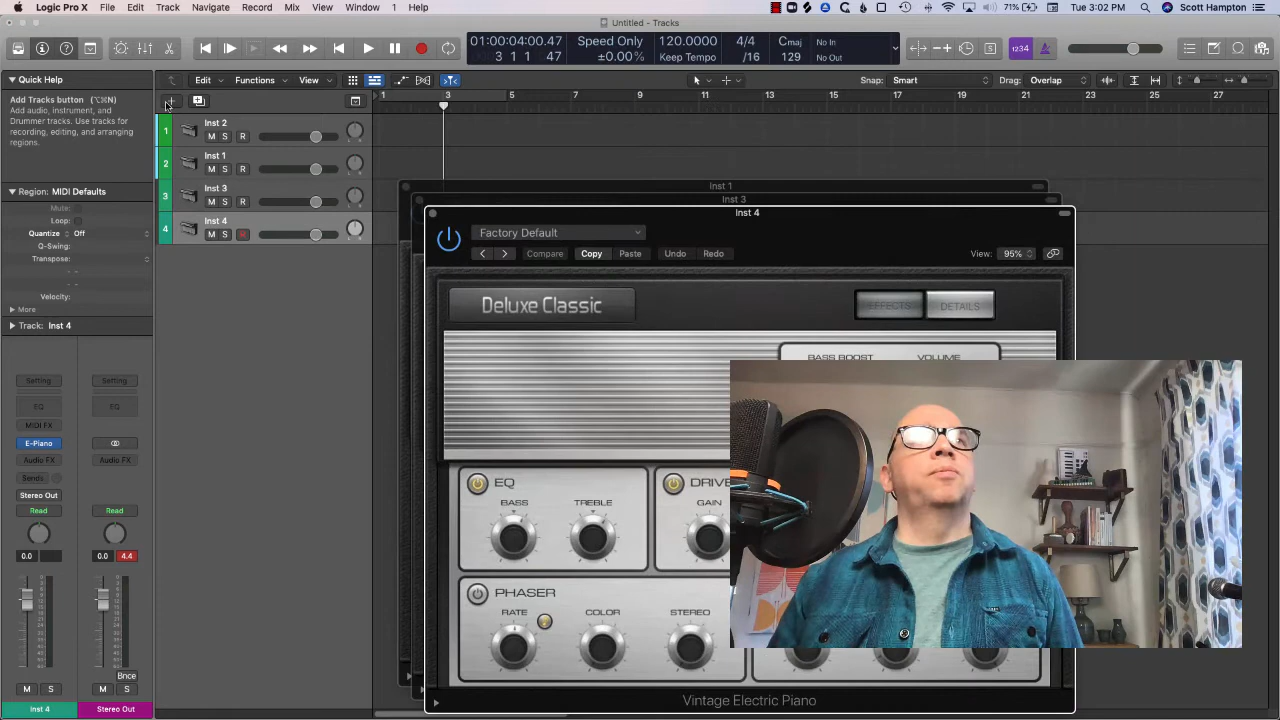 Logic Pro X File Edit Track Navigate Record Mix View Window 1 Help
71% Tue 3:02 PM Scott Hampton
Untitled - Tracks
01:00:04:00.47 Speed Only 120.0000 4/4 Cmaj No In
3 1 1 47 ±0.00% Keep Tempo /16 129 No Out
1234
Quick Help
Edit Functions View
Snap: Smart Drag: Overlap
Add Tracks button (⌥⌘N)
Add audio, instrument, and
Drummer tracks. Use tracks for
recording, editing, and arranging
regions.
1 3 5 7 9 11 13 15 17 19 21 23 25 27
1 Inst 2
M S R
2 Inst 1
M S R
3 Inst 3
M S R
4 Inst 4
M S R
Region: MIDI Defaults
Mute:
Loop:
Quantize Off
Q-Swing:
Transpose:
Velocity:
More
Track: Inst 4
Setting Setting
EQ EQ
MIDI FX
E-Piano
Audio FX Audio FX
Sends
Stereo Out
Read Read
0.0 0.0 4.4
Bnce
M S M S
Inst 4 Stereo Out
Inst 1
Inst 3
Inst 4
Factory Default
Compare Copy Paste Undo Redo
View: 95%
Deluxe Classic
EFFECTS DETAILS
BASS BOOST VOLUME
EQ
BASS TREBLE
DRIVE
GAIN
PHASER
RATE COLOR STEREO
Vintage Electric Piano